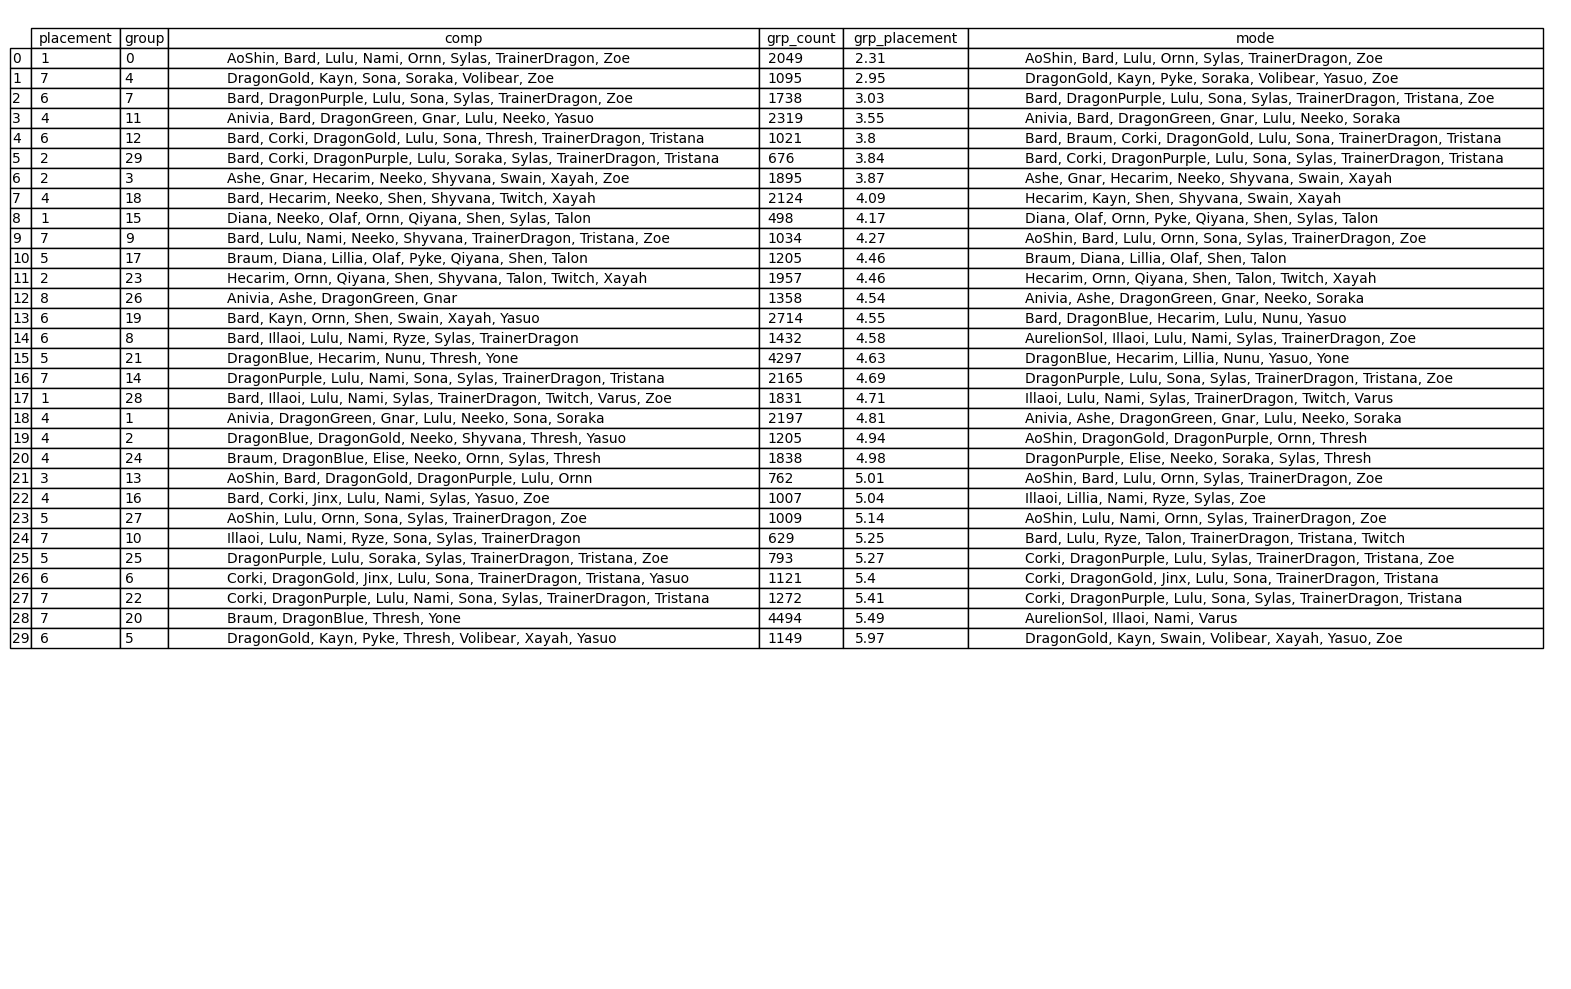 placement group comp grp_count grp_placement mode
0 1 0 AoShin, Bard, Lulu, Nami, Ornn, Sylas, TrainerDragon, Zoe 2049 2.31 AoShin, Bard, Lulu, Ornn, Sylas, TrainerDragon, Zoe
1 7 4 DragonGold, Kayn, Sona, Soraka, Volibear, Zoe 1095 2.95 DragonGold, Kayn, Pyke, Soraka, Volibear, Yasuo, Zoe
2 6 7 Bard, DragonPurple, Lulu, Sona, Sylas, TrainerDragon, Zoe 1738 3.03 Bard, DragonPurple, Lulu, Sona, Sylas, TrainerDragon, Tristana, Zoe
3 4 11 Anivia, Bard, DragonGreen, Gnar, Lulu, Neeko, Yasuo 2319 3.55 Anivia, Bard, DragonGreen, Gnar, Lulu, Neeko, Soraka
4 6 12 Bard, Corki, DragonGold, Lulu, Sona, Thresh, TrainerDragon, Tristana 1021 3.8 Bard, Braum, Corki, DragonGold, Lulu, Sona, TrainerDragon, Tristana
5 2 29 Bard, Corki, DragonPurple, Lulu, Soraka, Sylas, TrainerDragon, Tristana 676 3.84 Bard, Corki, DragonPurple, Lulu, Sona, Sylas, TrainerDragon, Tristana
6 2 3 Ashe, Gnar, Hecarim, Neeko, Shyvana, Swain, Xayah, Zoe 1895 3.87 Ashe, Gnar, Hecarim, Neeko, Shyvana, Swain, Xayah
7 4 18 Bard, Hecarim, Neeko, Shen, Shyvana, Twitch, Xayah 2124 4.09 Hecarim, Kayn, Shen, Shyvana, Swain, Xayah
8 1 15 Diana, Neeko, Olaf, Ornn, Qiyana, Shen, Sylas, Talon 498 4.17 Diana, Olaf, Ornn, Pyke, Qiyana, Shen, Sylas, Talon
9 7 9 Bard, Lulu, Nami, Neeko, Shyvana, TrainerDragon, Tristana, Zoe 1034 4.27 AoShin, Bard, Lulu, Ornn, Sona, Sylas, TrainerDragon, Zoe
10 5 17 Braum, Diana, Lillia, Olaf, Pyke, Qiyana, Shen, Talon 1205 4.46 Braum, Diana, Lillia, Olaf, Shen, Talon
11 2 23 Hecarim, Ornn, Qiyana, Shen, Shyvana, Talon, Twitch, Xayah 1957 4.46 Hecarim, Ornn, Qiyana, Shen, Talon, Twitch, Xayah
12 8 26 Anivia, Ashe, DragonGreen, Gnar 1358 4.54 Anivia, Ashe, DragonGreen, Gnar, Neeko, Soraka
13 6 19 Bard, Kayn, Ornn, Shen, Swain, Xayah, Yasuo 2714 4.55 Bard, DragonBlue, Hecarim, Lulu, Nunu, Yasuo
14 6 8 Bard, Illaoi, Lulu, Nami, Ryze, Sylas, TrainerDragon 1432 4.58 AurelionSol, Illaoi, Lulu, Nami, Sylas, TrainerDragon, Zoe
15 5 21 DragonBlue, Hecarim, Nunu, Thresh, Yone 4297 4.63 DragonBlue, Hecarim, Lillia, Nunu, Yasuo, Yone
16 7 14 DragonPurple, Lulu, Nami, Sona, Sylas, TrainerDragon, Tristana 2165 4.69 DragonPurple, Lulu, Sona, Sylas, TrainerDragon, Tristana, Zoe
17 1 28 Bard, Illaoi, Lulu, Nami, Sylas, TrainerDragon, Twitch, Varus, Zoe 1831 4.71 Illaoi, Lulu, Nami, Sylas, TrainerDragon, Twitch, Varus
18 4 1 Anivia, DragonGreen, Gnar, Lulu, Neeko, Sona, Soraka 2197 4.81 Anivia, Ashe, DragonGreen, Gnar, Lulu, Neeko, Soraka
19 4 2 DragonBlue, DragonGold, Neeko, Shyvana, Thresh, Yasuo 1205 4.94 AoShin, DragonGold, DragonPurple, Ornn, Thresh
20 4 24 Braum, DragonBlue, Elise, Neeko, Ornn, Sylas, Thresh 1838 4.98 DragonPurple, Elise, Neeko, Soraka, Sylas, Thresh
21 3 13 AoShin, Bard, DragonGold, DragonPurple, Lulu, Ornn 762 5.01 AoShin, Bard, Lulu, Ornn, Sylas, TrainerDragon, Zoe
22 4 16 Bard, Corki, Jinx, Lulu, Nami, Sylas, Yasuo, Zoe 1007 5.04 Illaoi, Lillia, Nami, Ryze, Sylas, Zoe
23 5 27 AoShin, Lulu, Ornn, Sona, Sylas, TrainerDragon, Zoe 1009 5.14 AoShin, Lulu, Nami, Ornn, Sylas, TrainerDragon, Zoe
24 7 10 Illaoi, Lulu, Nami, Ryze, Sona, Sylas, TrainerDragon 629 5.25 Bard, Lulu, Ryze, Talon, TrainerDragon, Tristana, Twitch
25 5 25 DragonPurple, Lulu, Soraka, Sylas, TrainerDragon, Tristana, Zoe 793 5.27 Corki, DragonPurple, Lulu, Sylas, TrainerDragon, Tristana, Zoe
26 6 6 Corki, DragonGold, Jinx, Lulu, Sona, TrainerDragon, Tristana, Yasuo 1121 5.4 Corki, DragonGold, Jinx, Lulu, Sona, TrainerDragon, Tristana
27 7 22 Corki, DragonPurple, Lulu, Nami, Sona, Sylas, TrainerDragon, Tristana 1272 5.41 Corki, DragonPurple, Lulu, Sona, Sylas, TrainerDragon, Tristana
28 7 20 Braum, DragonBlue, Thresh, Yone 4494 5.49 AurelionSol, Illaoi, Nami, Varus
29 6 5 DragonGold, Kayn, Pyke, Thresh, Volibear, Xayah, Yasuo 1149 5.97 DragonGold, Kayn, Swain, Volibear, Xayah, Yasuo, Zoe